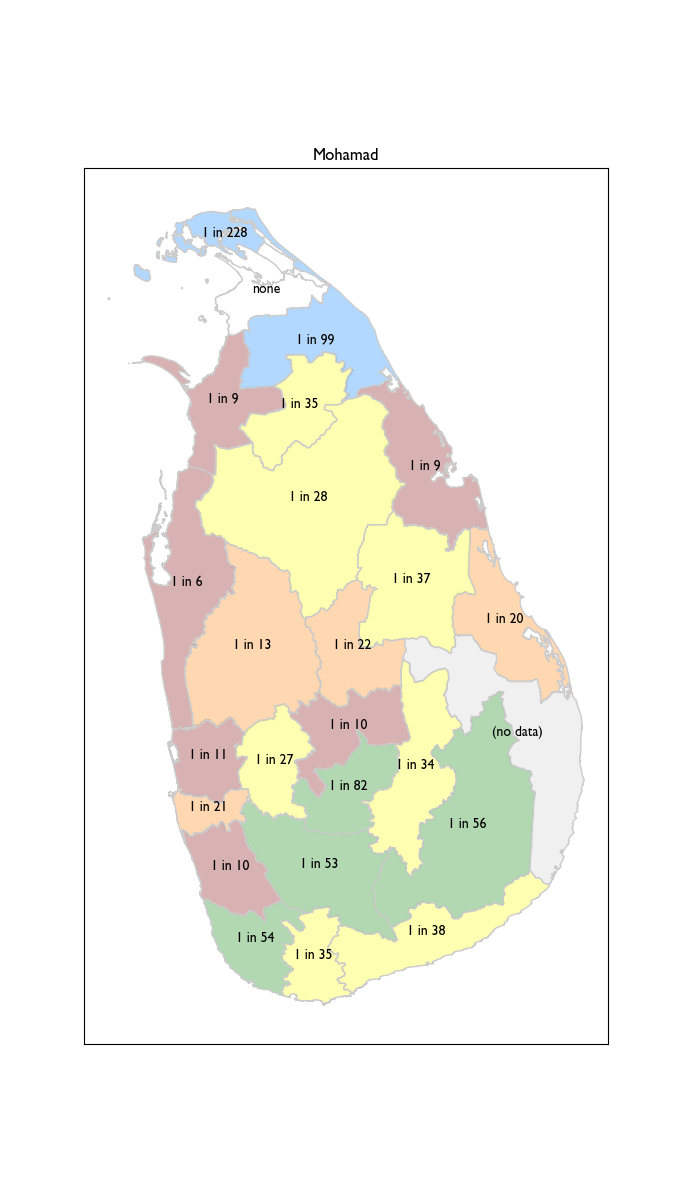 Mohamad
1 in 228
none
1 in 99
1 in 9
1 in 35
1 in 9
1 in 28
1 in 37
1 in 6
1 in 20
1 in 13
1 in 22
1 in 10
(no data)
1 in 11
1 in 27
1 in 34
1 in 82
1 in 21
1 in 56
1 in 53
1 in 10
1 in 38
1 in 54
1 in 35